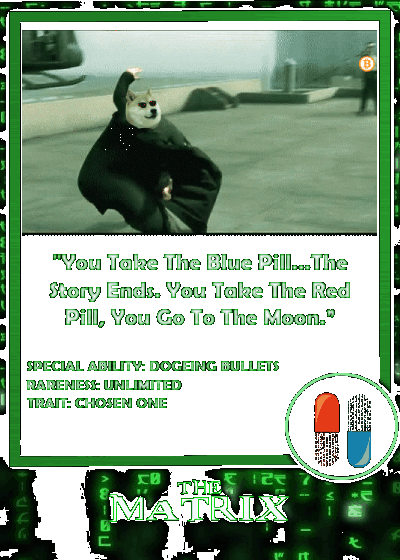 "You Take The Blue Pill...The
Story Ends. You Take The Red
Pill, You Go To The Moon."
SPECIAL ABILITY: DOGEING BULLETS
RARENESS: UNLIMITED
TRAIT: CHOSEN ONE
THE
MATRIX